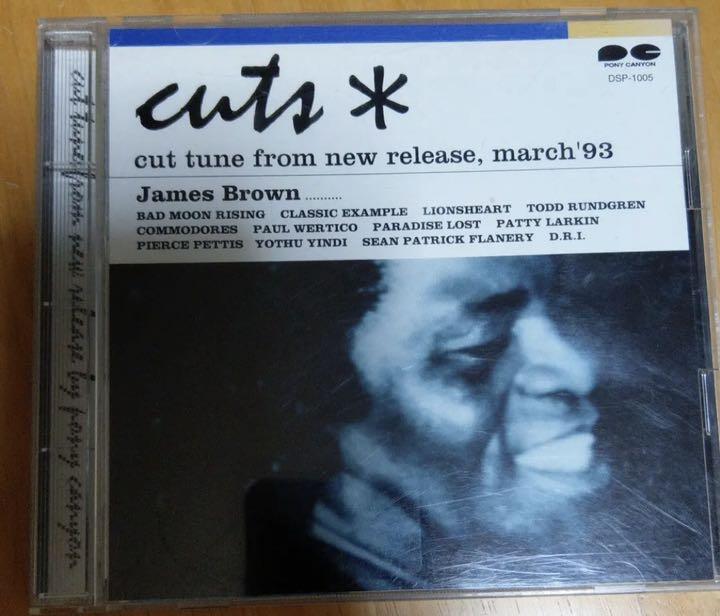 cuts *
PONY CANYON
DSP-1005
cut tune from new release, march'93
James Brown ..........
BAD MOON RISING CLASSIC EXAMPLE LIONSHEART TODD RUNDGREN
COMMODORES PAUL WERTICO PARADISE LOST PATTY LARKIN
PIERCE PETTIS YOTHU YINDI SEAN PATRICK FLANERY D.R.I.
cut tune from new release by pony canyon